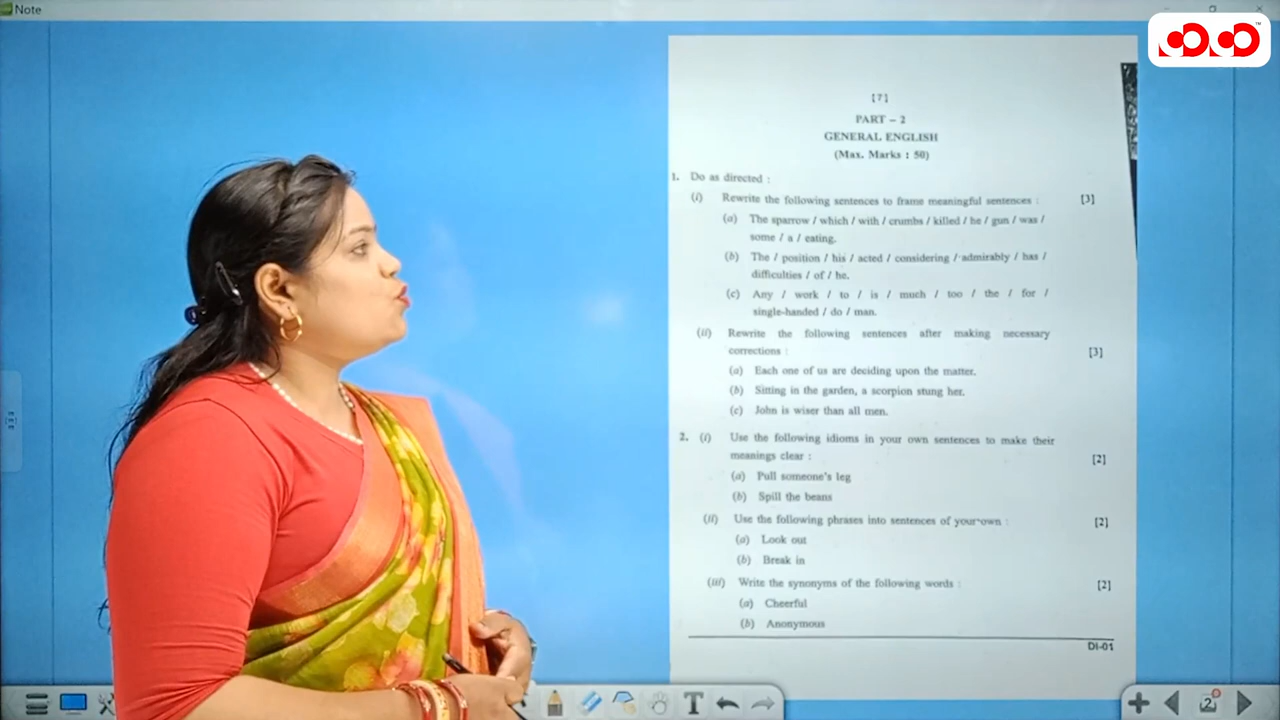 Note
[7]
PART – 2
GENERAL ENGLISH
(Max. Marks : 50)
1. Do as directed :
(i) Rewrite the following sentences to frame meaningful sentences : [3]
(a) The sparrow / which / with / crumbs / killed / he / gun / was /
some / a / eating.
(b) The / position / his / acted / considering / admirably / has /
difficulties / of / he.
(c) Any / work / to / is / much / too / the / for /
single-handed / do / man.
(ii) Rewrite the following sentences after making necessary
corrections : [3]
(a) Each one of us are deciding upon the matter.
(b) Sitting in the garden, a scorpion stung her.
(c) John is wiser than all men.
2. (i) Use the following idioms in your own sentences to make their
meanings clear : [2]
(a) Pull someone's leg
(b) Spill the beans
(ii) Use the following phrases into sentences of your own : [2]
(a) Look out
(b) Break in
(iii) Write the synonyms of the following words : [2]
(a) Cheerful
(b) Anonymous
DI-01
T
2